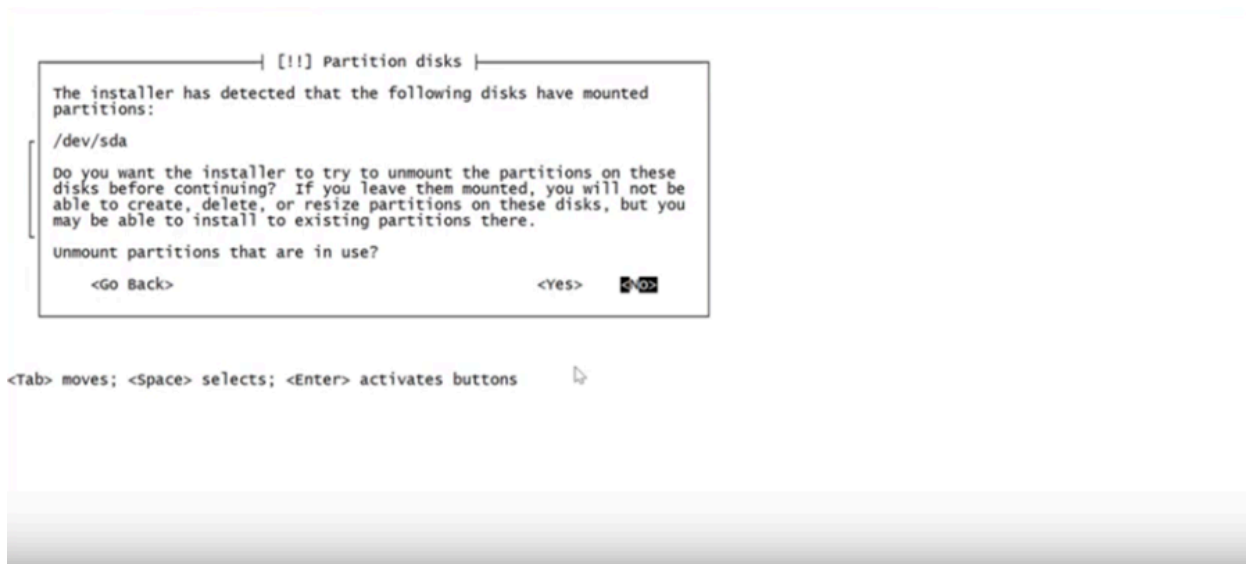 [!!] Partition disks
The installer has detected that the following disks have mounted
partitions:
/dev/sda
Do you want the installer to try to unmount the partitions on these
disks before continuing?  If you leave them mounted, you will not be
able to create, delete, or resize partitions on these disks, but you
may be able to install to existing partitions there.
Unmount partitions that are in use?
<Go Back> <Yes> <No>
<Tab> moves; <Space> selects; <Enter> activates buttons